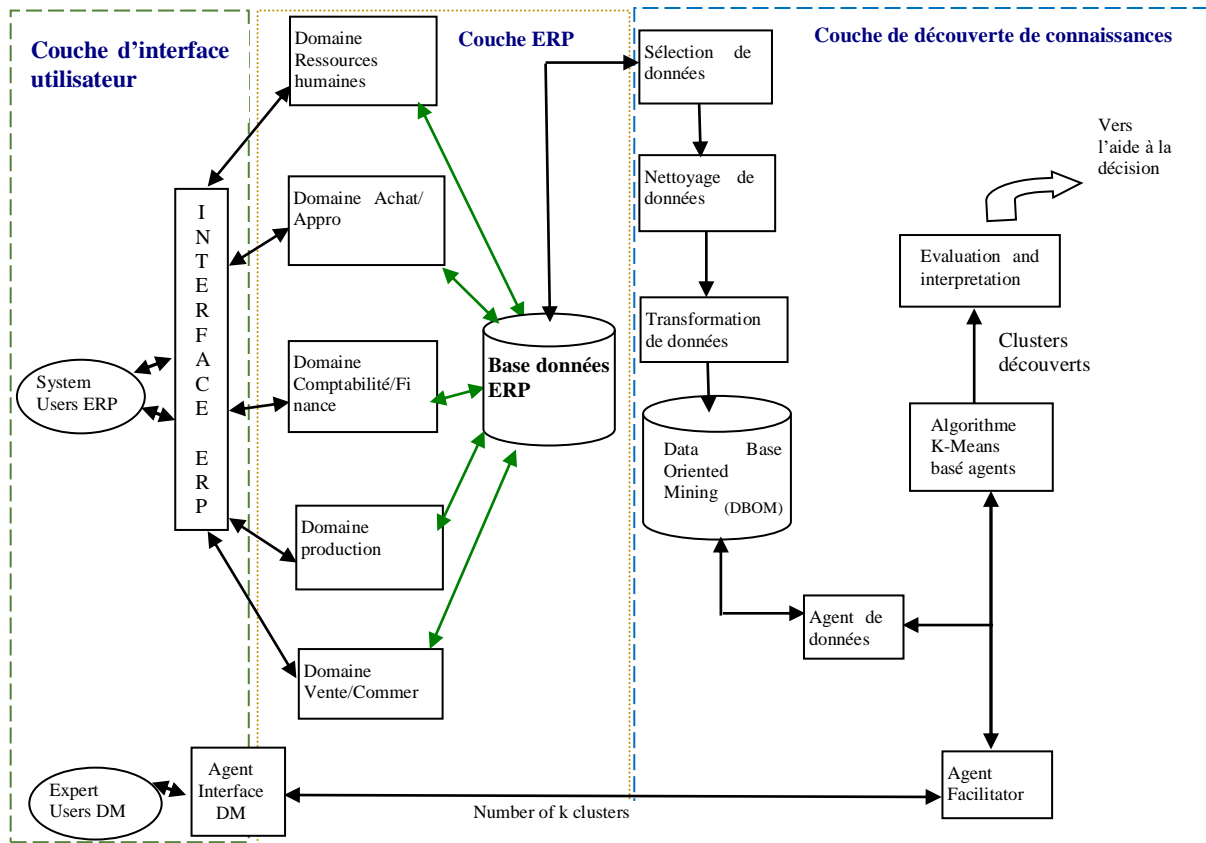 Couche d'interface
utilisateur
System
Users ERP
INTERFACE ERP
Expert
Users DM
Agent
Interface
DM
Couche ERP
Domaine
Ressources
humaines
Domaine Achat/
Appro
Domaine
Comptabilité/Fi
nance
Domaine
production
Domaine
Vente/Commer
Base données
ERP
Number of k clusters
Couche de découverte de connaissances
Sélection de
données
Nettoyage de
données
Transformation
de données
Data Base
Oriented
Mining
(DBOM)
Agent de
données
Vers
l'aide à la
décision
Evaluation and
interpretation
Clusters
découverts
Algorithme
K-Means
basé agents
Agent
Facilitator